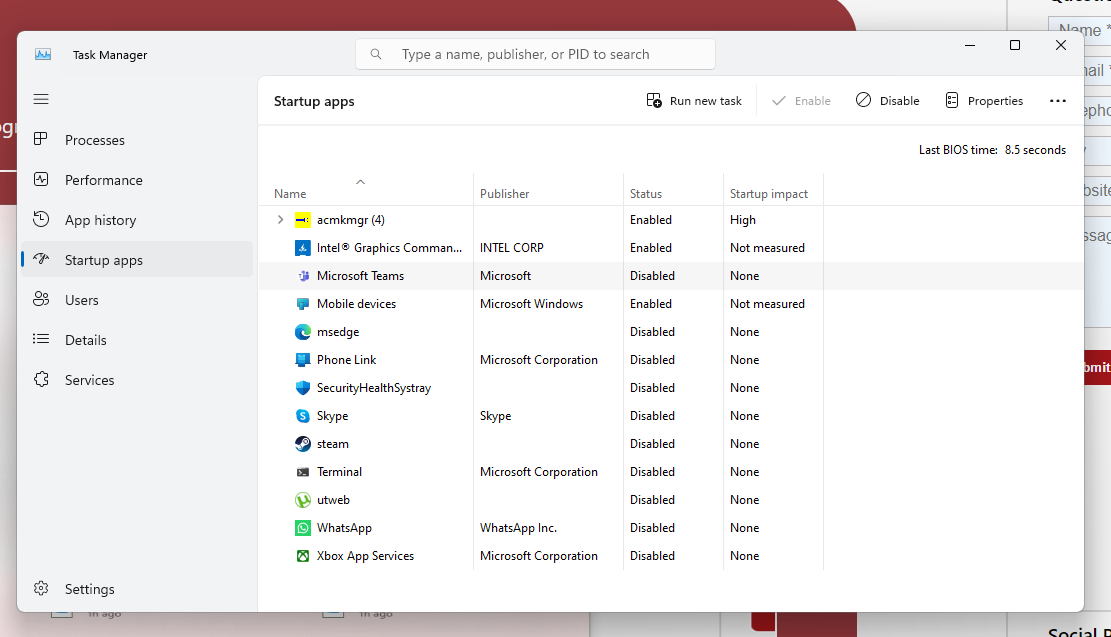 Task Manager
Type a name, publisher, or PID to search
Startup apps
Run new task
Enable
Disable
Properties
Last BIOS time: 8.5 seconds
Processes
Performance
App history
Startup apps
Users
Details
Services
Settings
Name Publisher Status Startup impact
acmkmgr (4) Enabled High
Intel® Graphics Comman... INTEL CORP Enabled Not measured
Microsoft Teams Microsoft Disabled None
Mobile devices Microsoft Windows Enabled Not measured
msedge Disabled None
Phone Link Microsoft Corporation Disabled None
SecurityHealthSystray Disabled None
Skype Skype Disabled None
steam Disabled None
Terminal Microsoft Corporation Disabled None
utweb Disabled None
WhatsApp WhatsApp Inc. Disabled None
Xbox App Services Microsoft Corporation Disabled None
Name *
1h ago
1h ago
Social